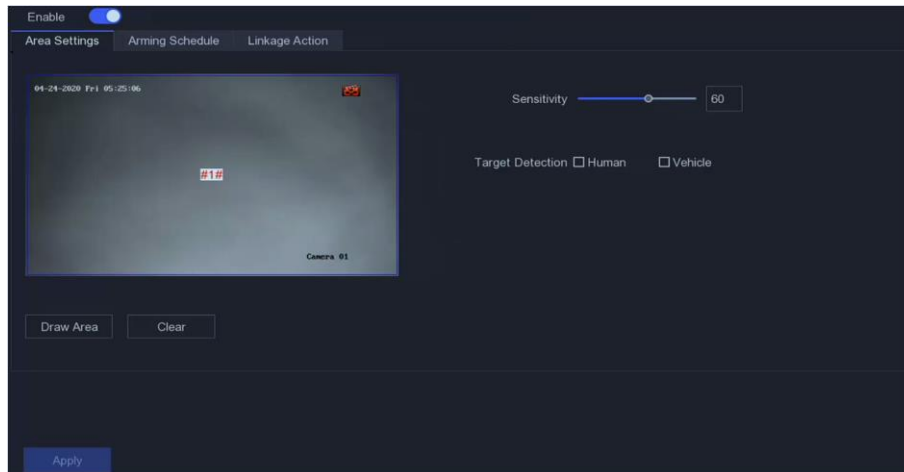 Enable
Area Settings Arming Schedule Linkage Action
04-24-2020 Fri 05:25:06
Sensitivity 60
Target Detection Human Vehicle
#1#
Camera 01
Draw Area Clear
Apply